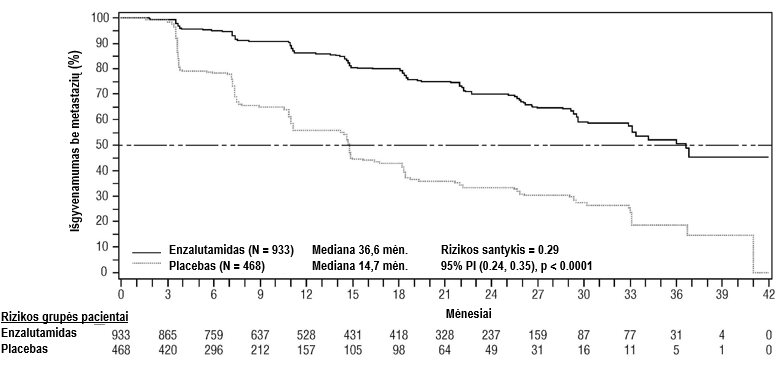 Išgyvenamumas be metastazių (%)
100
90
80
70
60
50
40
30
20
10
0
Enzalutamidas (N = 933) Mediana 36,6 mėn. Rizikos santykis = 0.29
Placebas (N = 468) Mediana 14,7 mėn. 95% PI (0.24, 0.35), p < 0.0001
0 3 6 9 12 15 18 21 24 27 30 33 36 39 42
Mėnesiai
Rizikos grupės pacientai
Enzalutamidas 933 865 759 637 528 431 418 328 237 159 87 77 31 4 0
Placebas 468 420 296 212 157 105 98 64 49 31 16 11 5 1 0